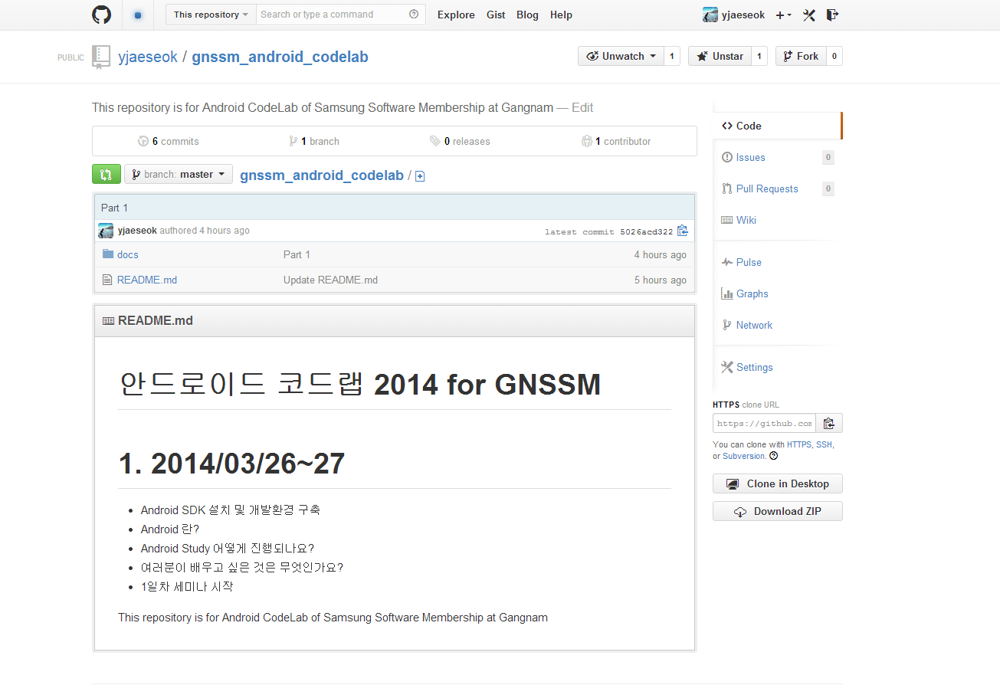 This repository Search or type a command Explore Gist Blog Help yjaeseok
PUBLIC yjaeseok / gnssm_android_codelab Unwatch 1 Unstar 1 Fork 0
This repository is for Android CodeLab of Samsung Software Membership at Gangnam — Edit
6 commits 1 branch 0 releases 1 contributor
branch: master gnssm_android_codelab /
Part 1
yjaeseok authored 4 hours ago latest commit 5026acd322
docs Part 1 4 hours ago
README.md Update README.md 5 hours ago
README.md
안드로이드 코드랩 2014 for GNSSM
1. 2014/03/26~27
Android SDK 설치 및 개발환경 구축
Android 란?
Android Study 어떻게 진행되나요?
여러분이 배우고 싶은 것은 무엇인가요?
1일차 세미나 시작
This repository is for Android CodeLab of Samsung Software Membership at Gangnam
Code
Issues 0
Pull Requests 0
Wiki
Pulse
Graphs
Network
Settings
HTTPS clone URL
https://github.com
You can clone with HTTPS, SSH,
or Subversion.
Clone in Desktop
Download ZIP